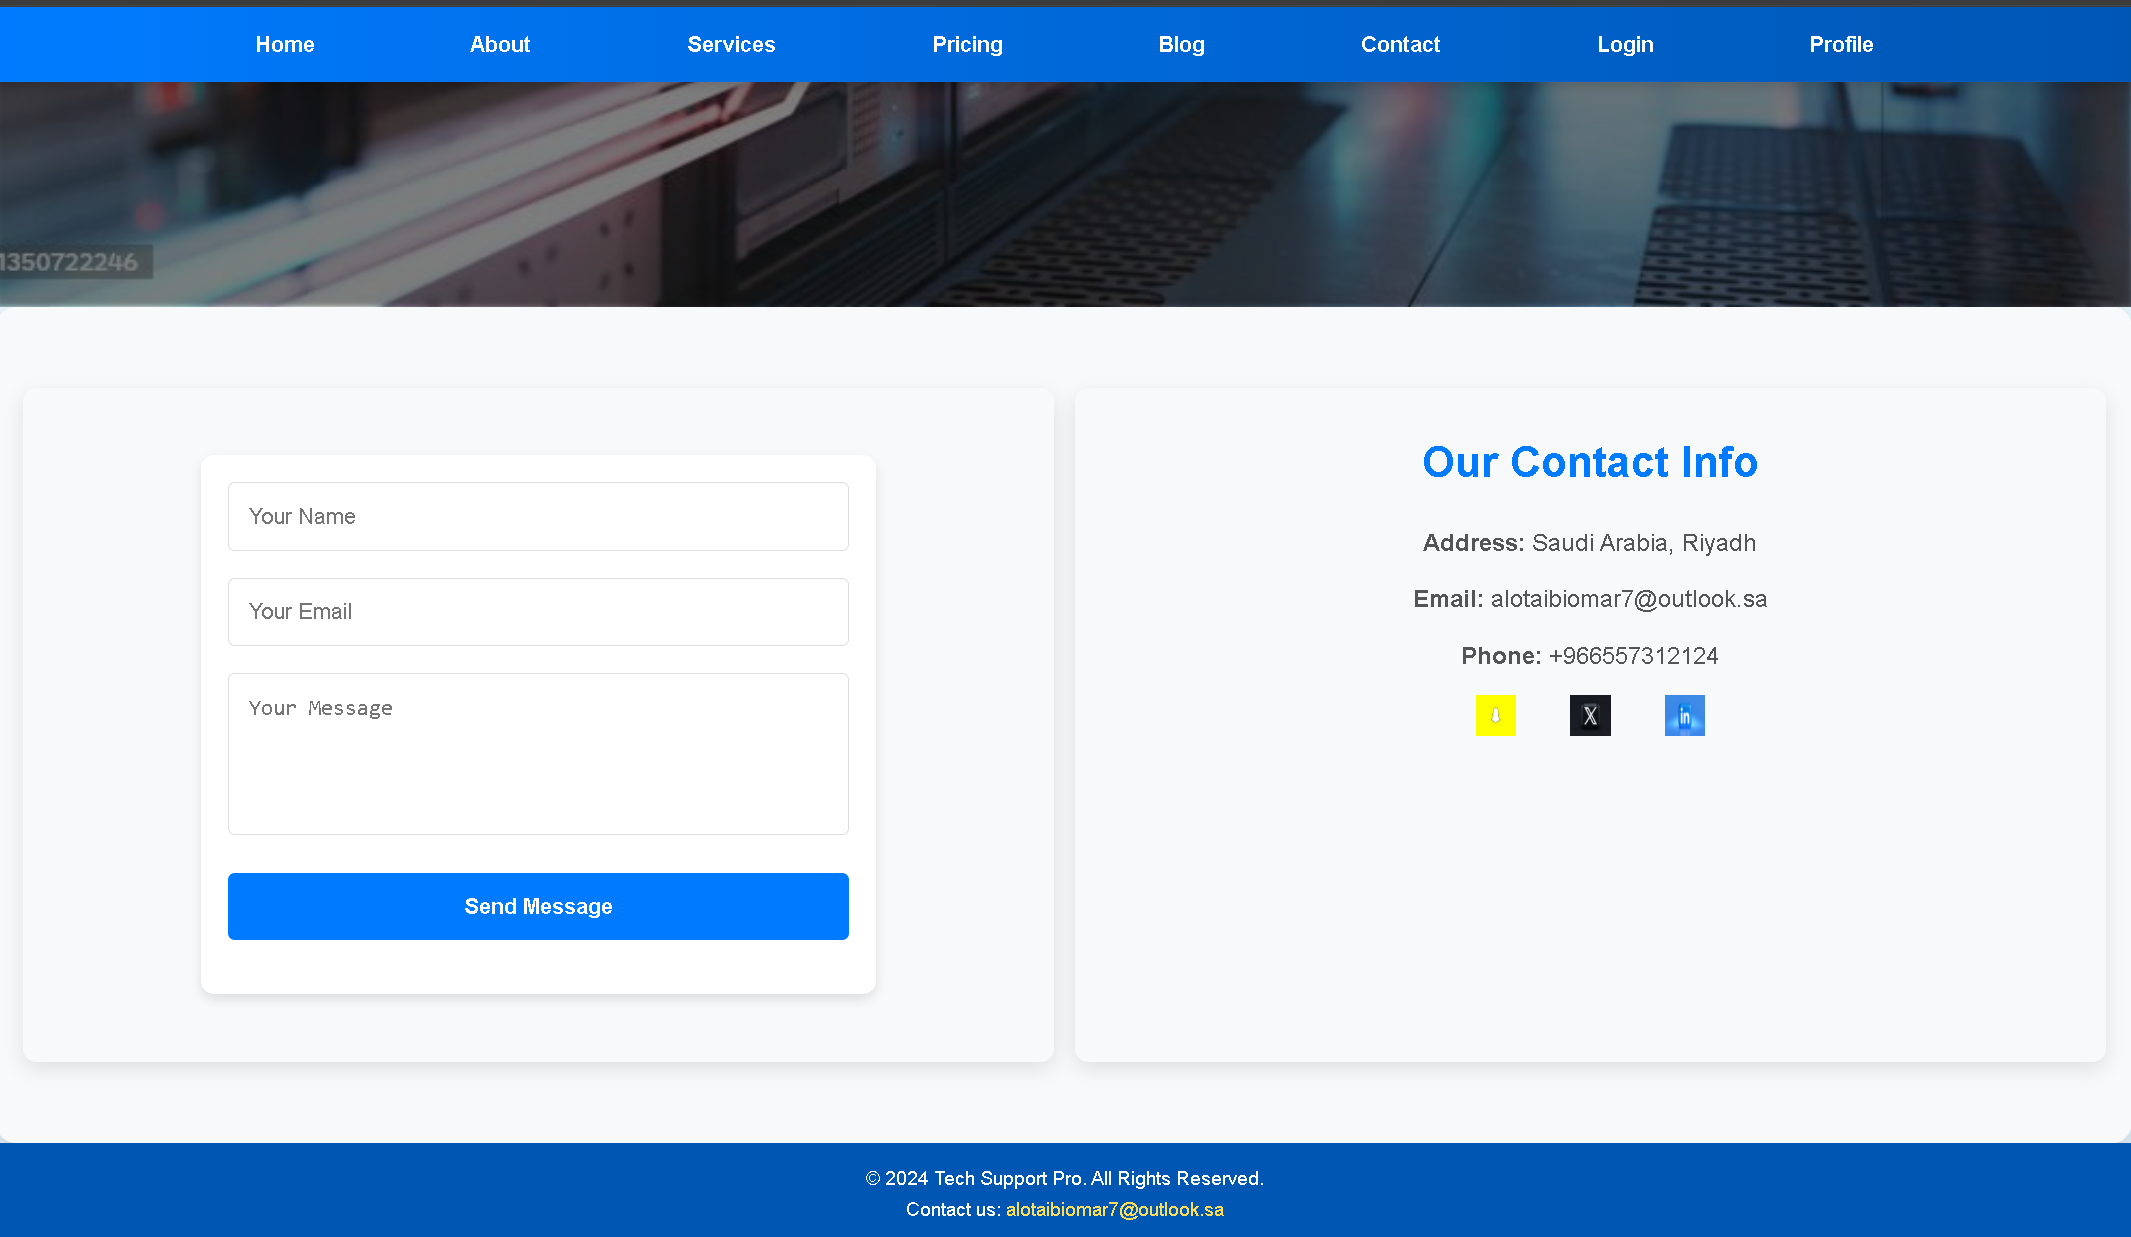 Home About Services Pricing Blog Contact Login Profile
1350722246
Your Name
Your Email
Your Message
Send Message
Our Contact Info
Address: Saudi Arabia, Riyadh
Email: alotaibiomar7@outlook.sa
Phone: +966557312124
X
in
© 2024 Tech Support Pro. All Rights Reserved.
Contact us: alotaibiomar7@outlook.sa